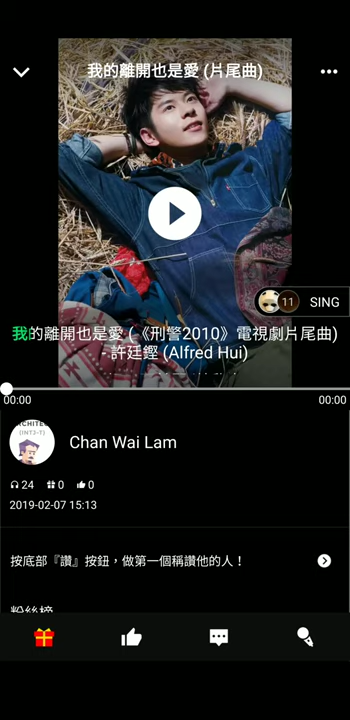 我的離開也是愛 (片尾曲)
11 SING
我的離開也是愛 (《刑警2010》電視劇片尾曲)
- 許廷鏗 (Alfred Hui)
00:00 00:00
ARCHITE
(INT3-T)
Chan Wai Lam
24 0 0
2019-02-07 15:13
按底部『讚』按鈕，做第一個稱讚他的人！
粉絲榜